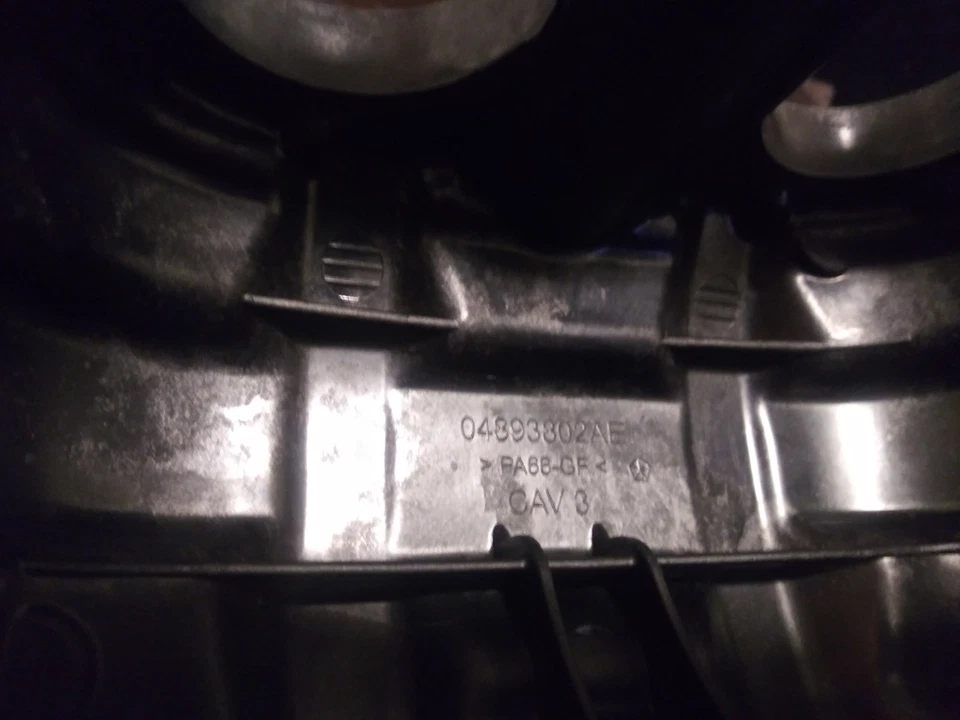 04893802AE
> PA66-GF <
CAV 3